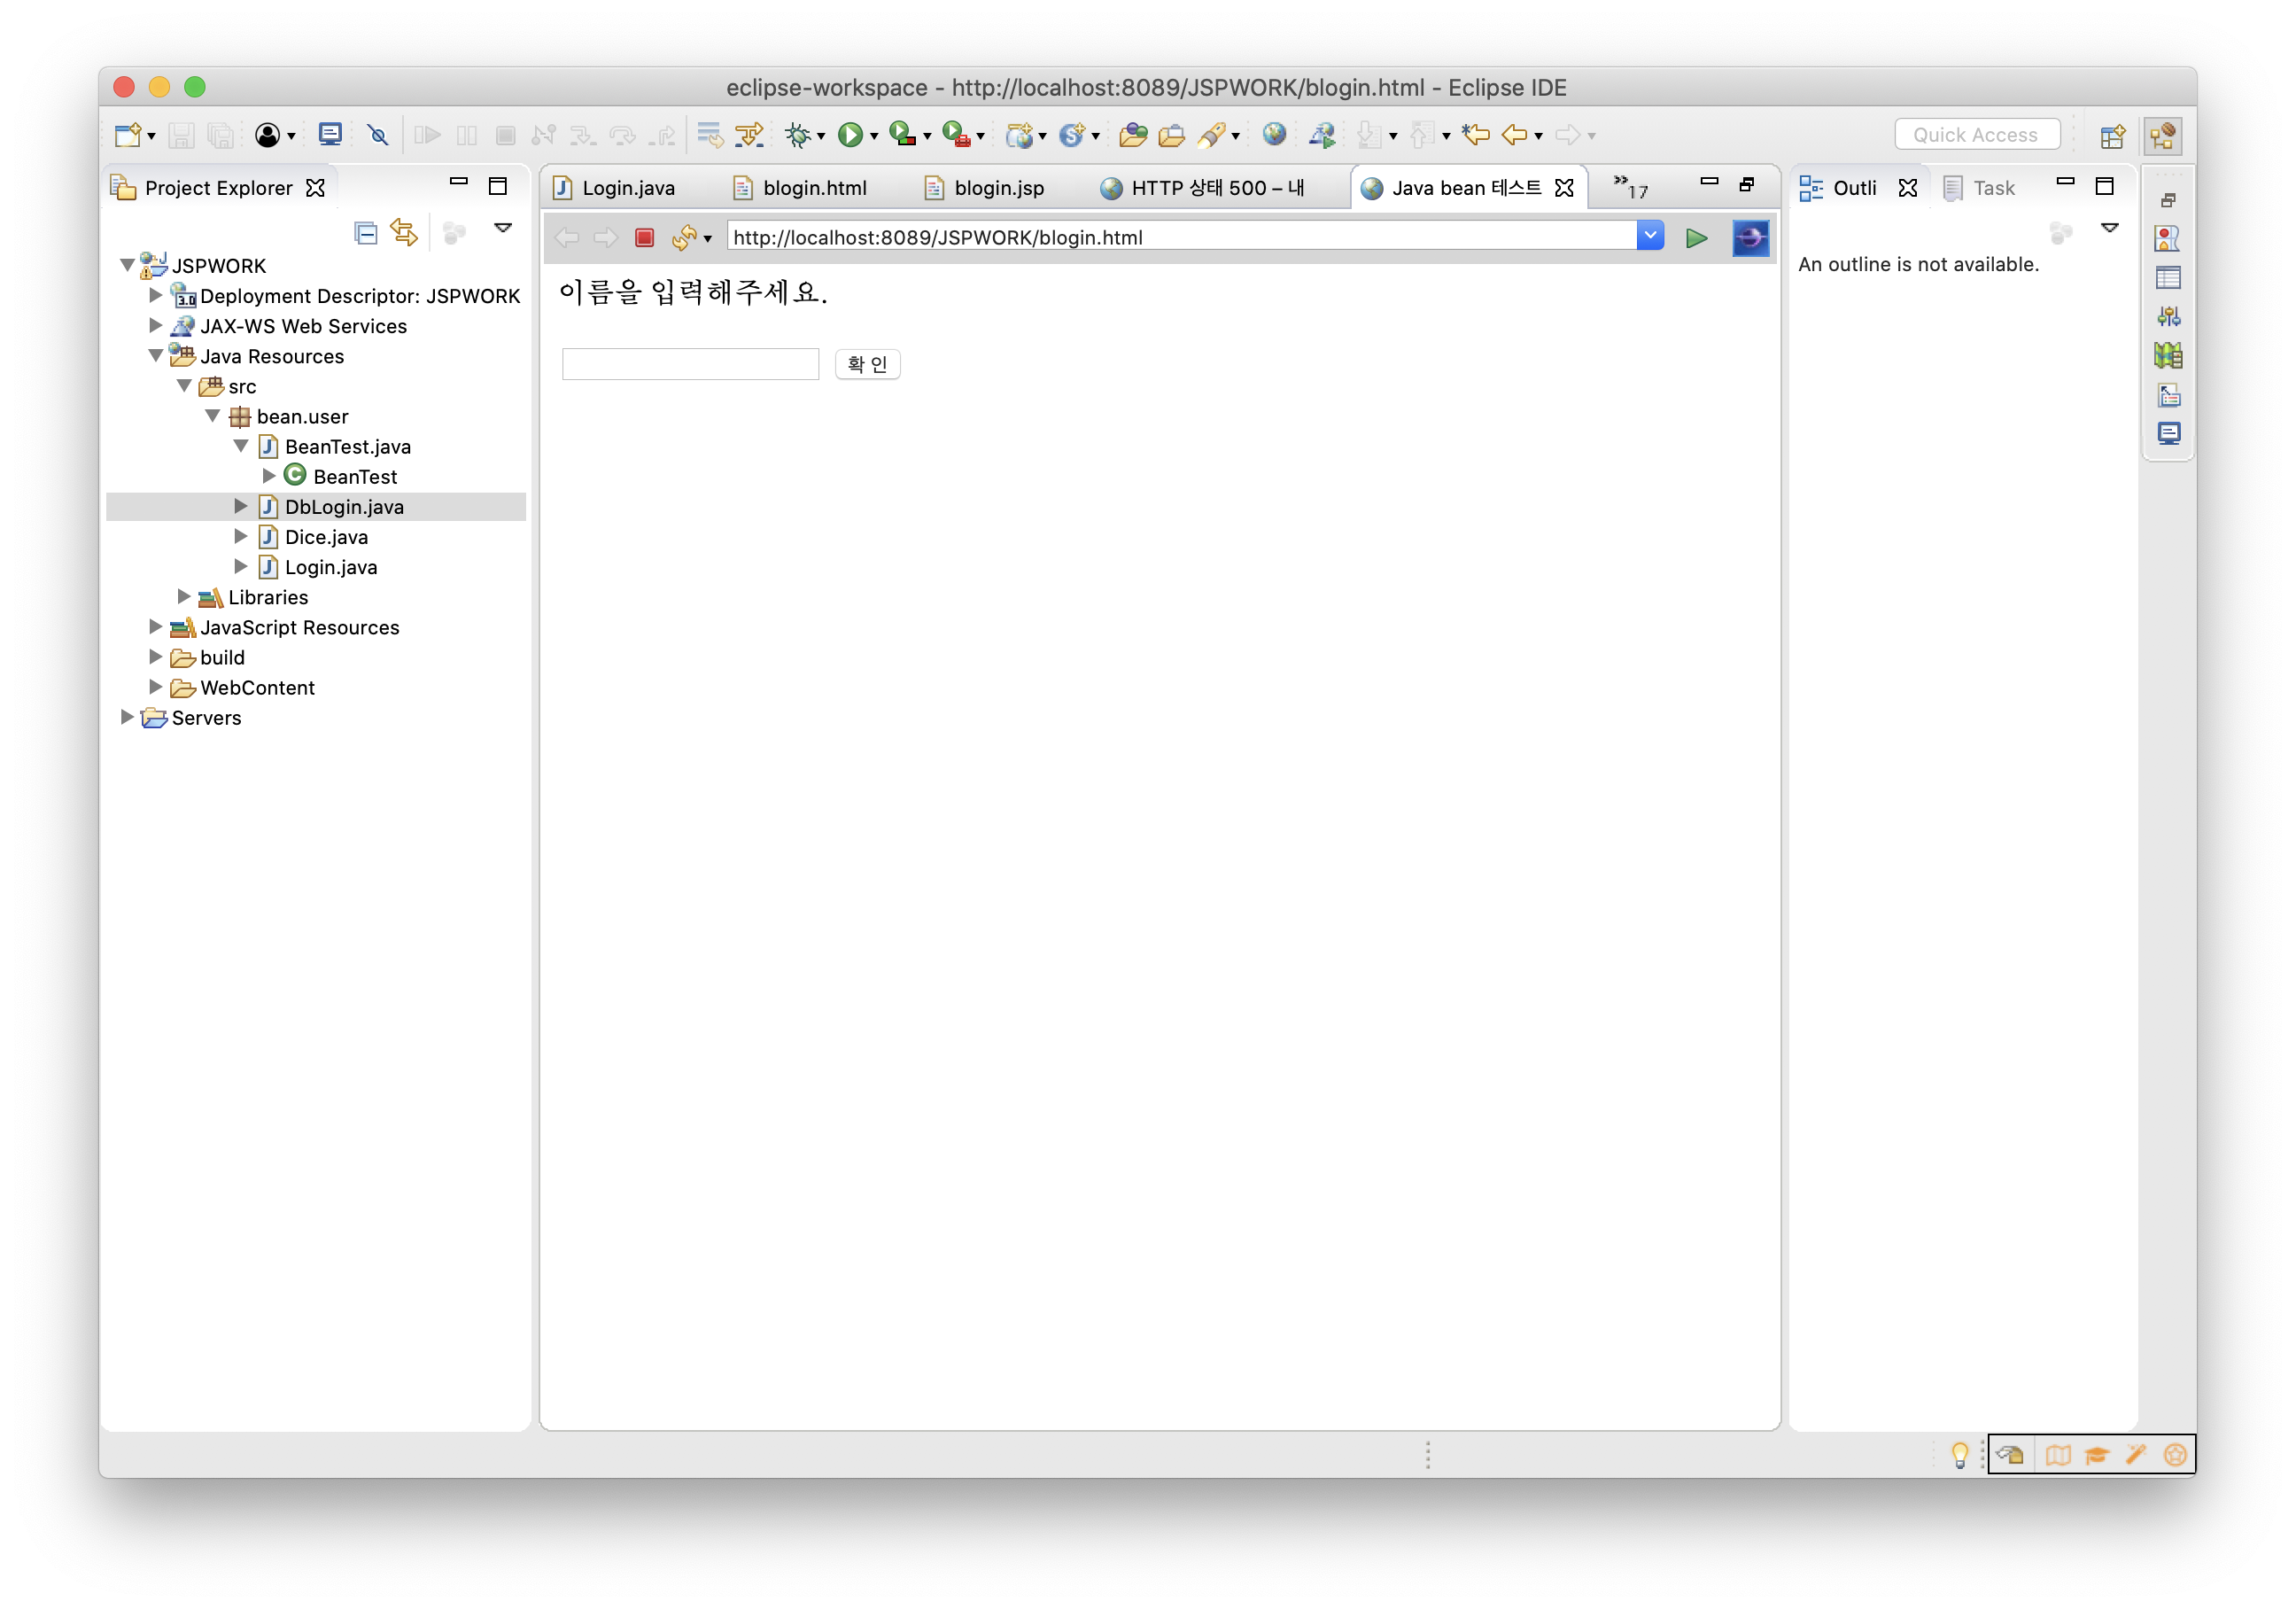 eclipse-workspace - http://localhost:8089/JSPWORK/blogin.html - Eclipse IDE
Quick Access
Project Explorer
JSPWORK
3.0 Deployment Descriptor: JSPWORK
JAX-WS Web Services
Java Resources
src
bean.user
BeanTest.java
BeanTest
DbLogin.java
Dice.java
Login.java
Libraries
JavaScript Resources
build
WebContent
Servers
Login.java blogin.html blogin.jsp HTTP 상태 500 – 내 Java bean 테스트 »17
http://localhost:8089/JSPWORK/blogin.html
이름을 입력해주세요.
확 인
Outli Task
An outline is not available.